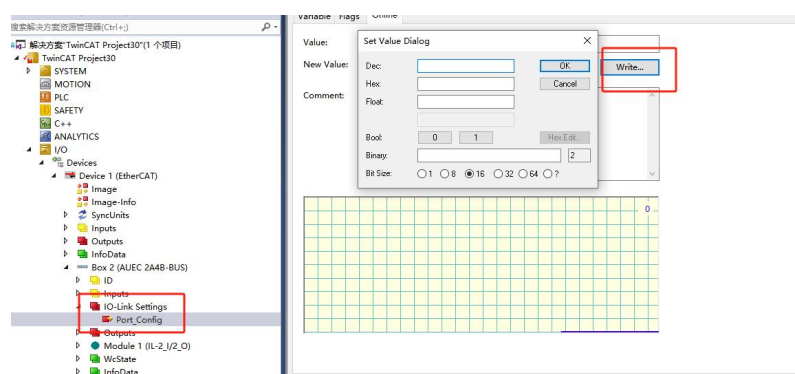 搜索解决方案资源管理器(Ctrl+;)
解决方案"TwinCAT Project30"(1 个项目)
TwinCAT Project30
SYSTEM
MOTION
PLC
SAFETY
C++
ANALYTICS
I/O
Devices
Device 1 (EtherCAT)
Image
Image-Info
SyncUnits
Inputs
Outputs
InfoData
Box 2 (AUEC 2A4B-BUS)
ID
Inputs
IO-Link Settings
Port_Config
Outputs
Module 1 (IL-2_I/2_O)
WcState
InfoData
Variable Flags Online
Value:
New Value:
Write...
Comment:
Set Value Dialog
Dec:
OK
Hex:
Cancel
Float:
Bool:
0 1
Hex Edit...
Binary:
2
Bit Size:
1 8 16 32 64 ?
0